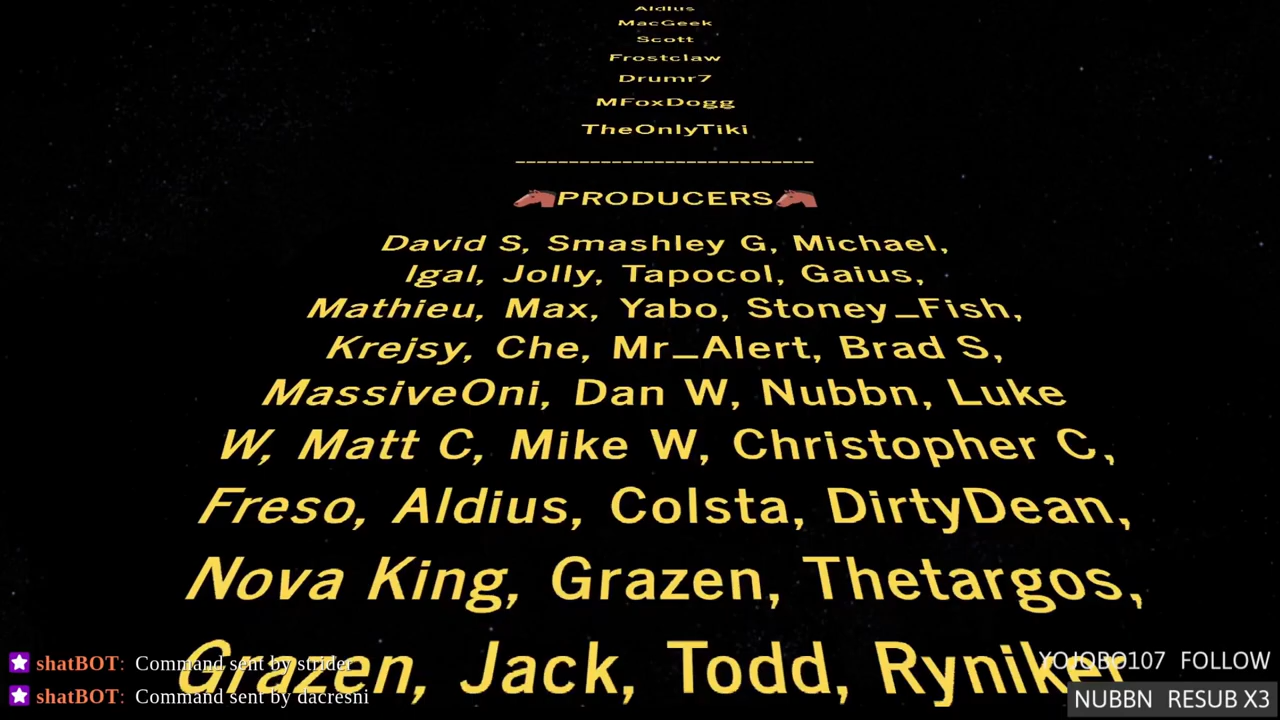 Aldius
MacGeek
Scott
Frostclaw
Drumr7
MFoxDogg
TheOnlyTiki
----------------------------
PRODUCERS
David S, Smashley G, Michael,
Igal, Jolly, Tapocol, Gaius,
Mathieu, Max, Yabo, Stoney_Fish,
Krejsy, Che, Mr_Alert, Brad S,
MassiveOni, Dan W, Nubbn, Luke
W, Matt C, Mike W, Christopher C,
Freso, Aldius, Colsta, DirtyDean,
Nova King, Grazen, Thetargos,
Grazen, Jack, Todd, Ryniker
shatBOT: Command sent by strider
shatBOT: Command sent by dacresni
YOJOBO107 FOLLOW
NUBBN RESUB X3